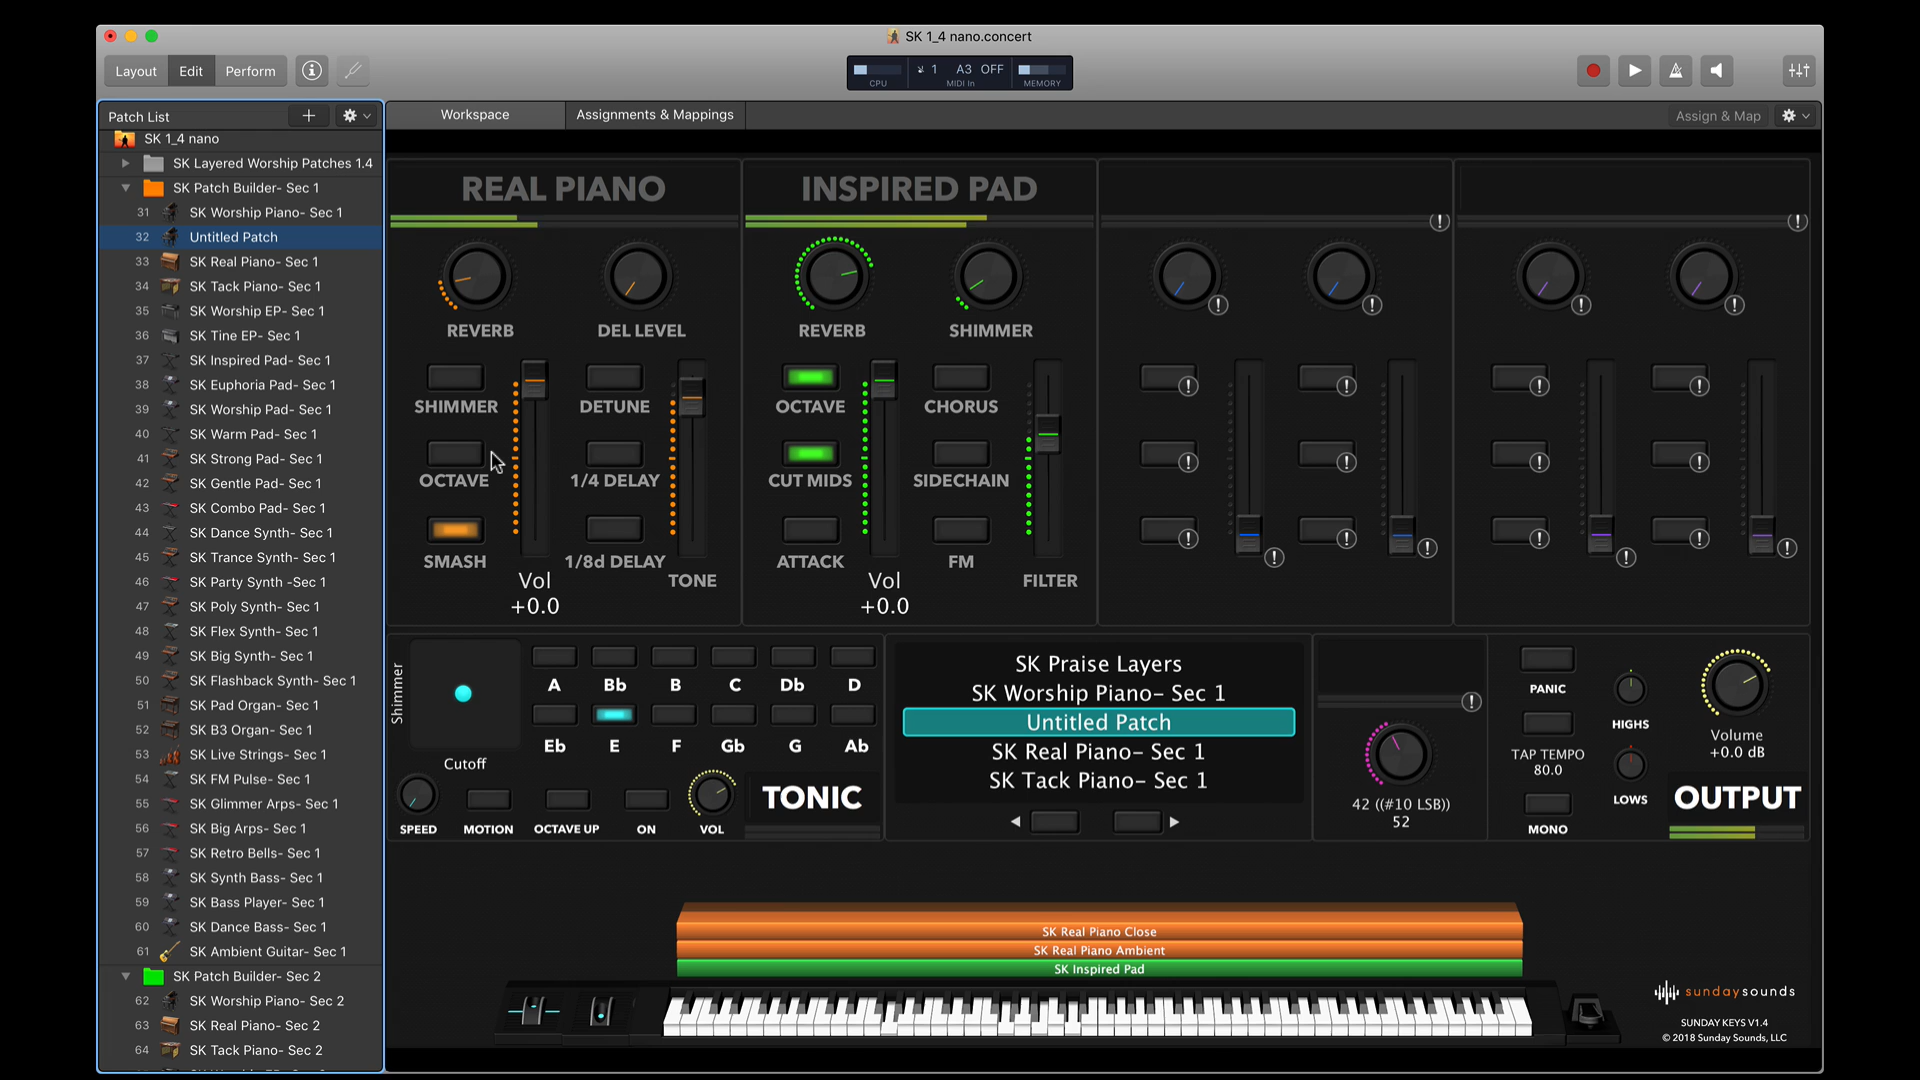 SK 1_4 nano.concert
Layout
Edit
Perform
1 A3 OFF
CPU
MIDI In
MEMORY
Patch List
Workspace
Assignments & Mappings
Assign & Map
SK 1_4 nano
SK Layered Worship Patches 1.4
SK Patch Builder- Sec 1
31 SK Worship Piano- Sec 1
32 Untitled Patch
33 SK Real Piano- Sec 1
34 SK Tack Piano- Sec 1
35 SK Worship EP- Sec 1
36 SK Tine EP- Sec 1
37 SK Inspired Pad- Sec 1
38 SK Euphoria Pad- Sec 1
39 SK Worship Pad- Sec 1
40 SK Warm Pad- Sec 1
41 SK Strong Pad- Sec 1
42 SK Gentle Pad- Sec 1
43 SK Combo Pad- Sec 1
44 SK Dance Synth- Sec 1
45 SK Trance Synth- Sec 1
46 SK Party Synth -Sec 1
47 SK Poly Synth- Sec 1
48 SK Flex Synth- Sec 1
49 SK Big Synth- Sec 1
50 SK Flashback Synth- Sec 1
51 SK Pad Organ- Sec 1
52 SK B3 Organ- Sec 1
53 SK Live Strings- Sec 1
54 SK FM Pulse- Sec 1
55 SK Glimmer Arps- Sec 1
56 SK Big Arps- Sec 1
57 SK Retro Bells- Sec 1
58 SK Synth Bass- Sec 1
59 SK Bass Player- Sec 1
60 SK Dance Bass- Sec 1
61 SK Ambient Guitar- Sec 1
SK Patch Builder- Sec 2
62 SK Worship Piano- Sec 2
63 SK Real Piano- Sec 2
64 SK Tack Piano- Sec 2
REAL PIANO
REVERB
DEL LEVEL
SHIMMER
DETUNE
OCTAVE
1/4 DELAY
SMASH
1/8d DELAY
TONE
Vol
+0.0
INSPIRED PAD
REVERB
SHIMMER
OCTAVE
CHORUS
CUT MIDS
SIDECHAIN
ATTACK
FM
FILTER
Vol
+0.0
Shimmer
Cutoff
A Bb B C Db D
Eb E F Gb G Ab
SPEED
MOTION
OCTAVE UP
ON
VOL
TONIC
SK Praise Layers
SK Worship Piano- Sec 1
Untitled Patch
SK Real Piano- Sec 1
SK Tack Piano- Sec 1
42 ((#10 LSB))
52
PANIC
TAP TEMPO
80.0
MONO
HIGHS
LOWS
Volume
+0.0 dB
OUTPUT
SK Real Piano Close
SK Real Piano Ambient
SK Inspired Pad
sundaysounds
SUNDAY KEYS V1.4
© 2018 Sunday Sounds, LLC